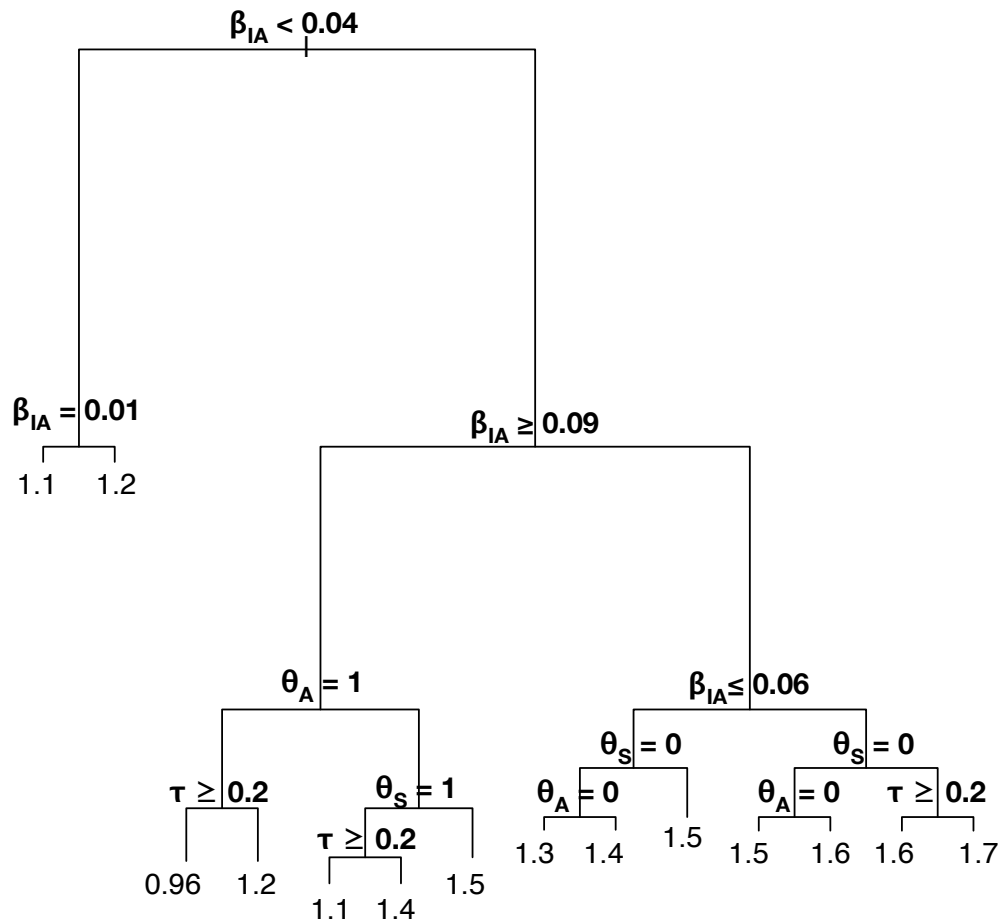 β_IA < 0.04
β_IA = 0.01
β_IA ≥ 0.09
1.1 1.2
θ_A = 1
β_IA ≤ 0.06
θ_S = 0 θ_S = 0
τ ≥ 0.2 θ_S = 1 θ_A = 0 θ_A = 0 τ ≥ 0.2
τ ≥ 0.2
1.3 1.4 1.5 1.5 1.6 1.6 1.7
0.96 1.2 1.5
1.1 1.4